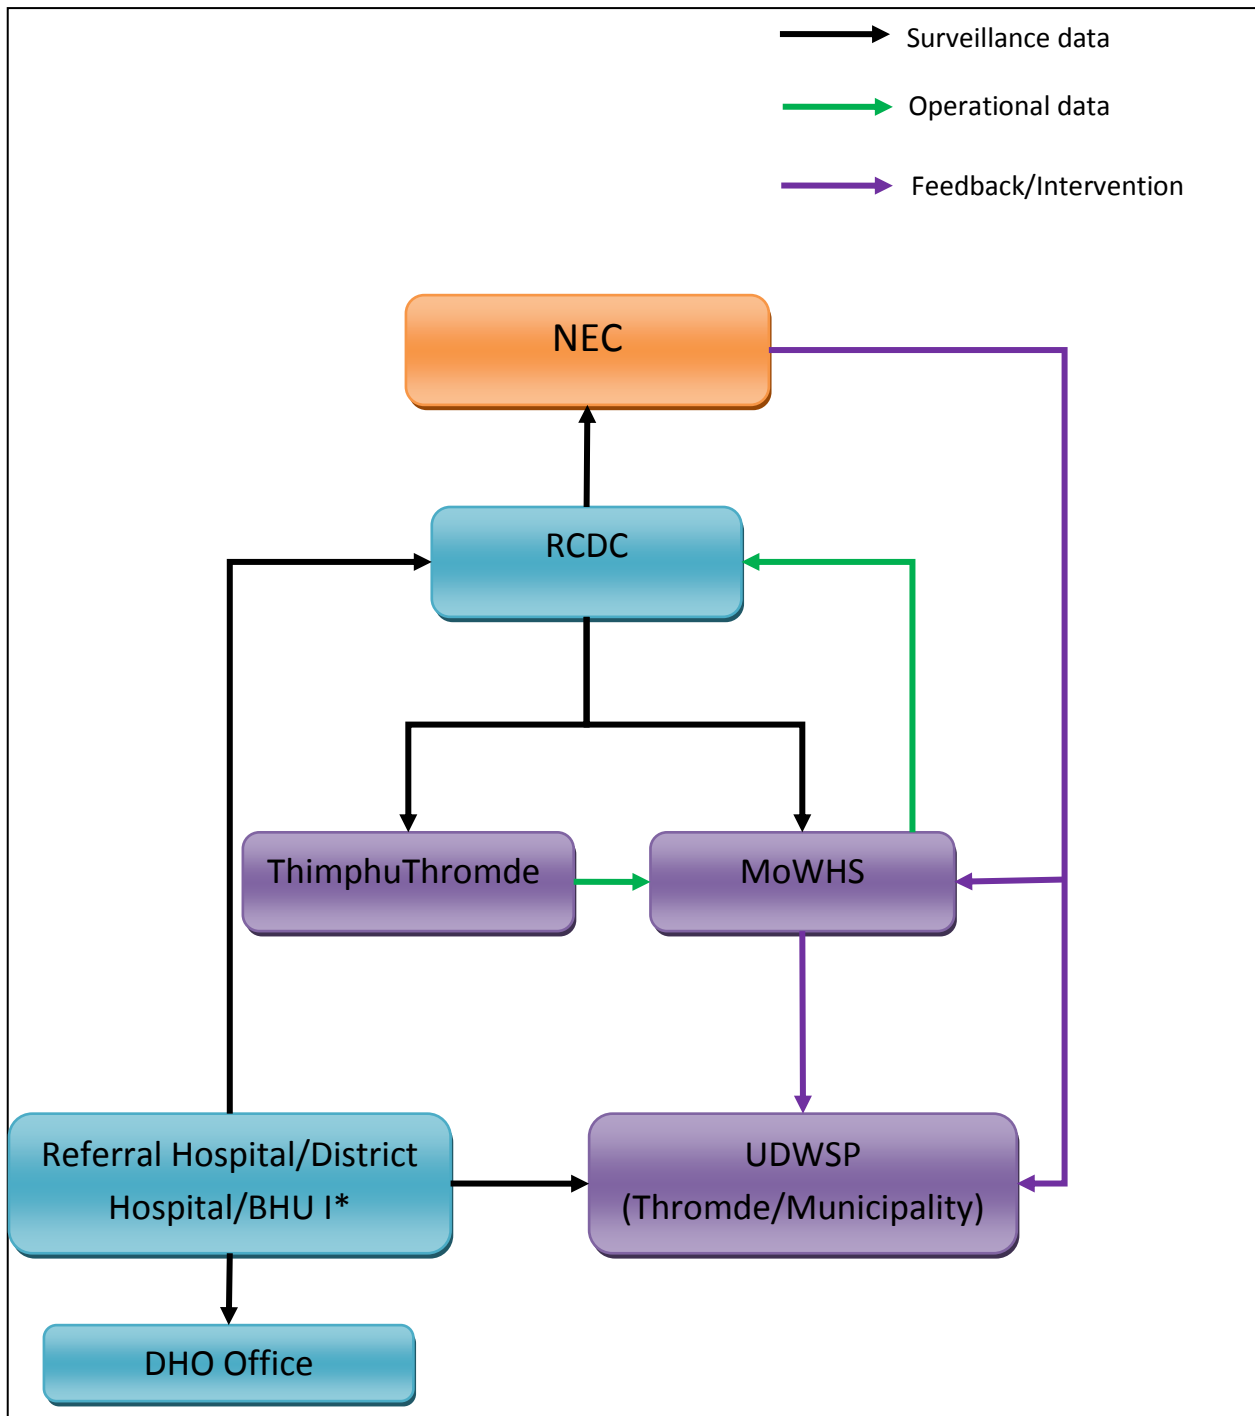 Surveillance data
Operational data
Feedback/Intervention
NEC
RCDC
ThimphuThromde
MoWHS
Referral Hospital/District
Hospital/BHU I*
UDWSP
(Thromde/Municipality)
DHO Office